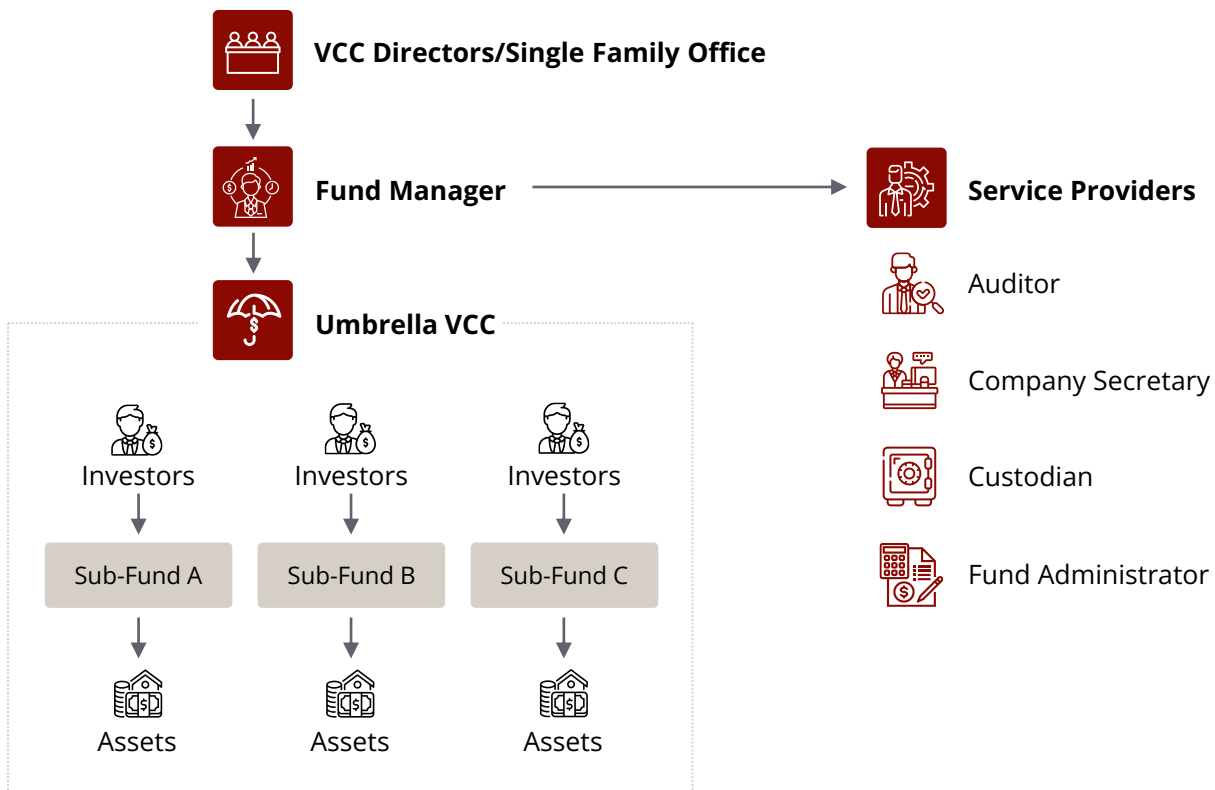 VCC Directors/Single Family Office
Fund Manager
Service Providers
Auditor
Umbrella VCC
Company Secretary
Investors
Investors
Investors
Custodian
Sub-Fund A
Sub-Fund B
Sub-Fund C
Fund Administrator
Assets
Assets
Assets